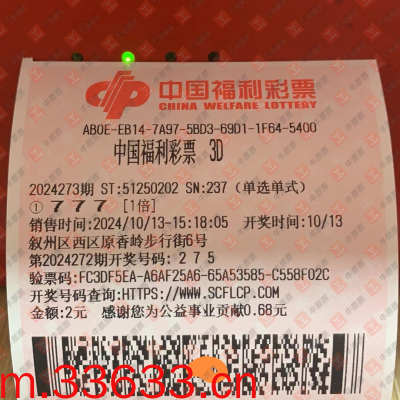 中国福利彩票
CHINA WELFARE LOTTERY
AB0E-EB14-7A97-5BD3-69D1-1F64-5400
中国福利彩票 3D
2024273期 ST:51250202 SN:237 (单选单式)
① 7 7 7 [1倍]
销售时间:2024/10/13-15:18:05 开奖时间:10/13
叙州区西区原香岭步行街6号
第2024272期开奖号码: 2 7 5
验票码:FC3DF5EA-A6AF25A6-65A53585-C558F02C
开奖号码查询:HTTPS://WWW.SCFLCP.COM
金额:2元 感谢您为公益事业贡献0.68元
m.33633.cn